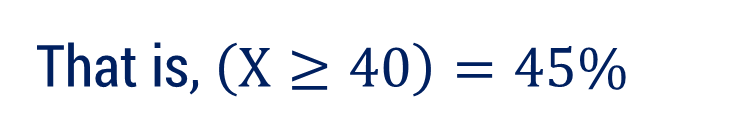 That is, (X ≥ 40) = 45%